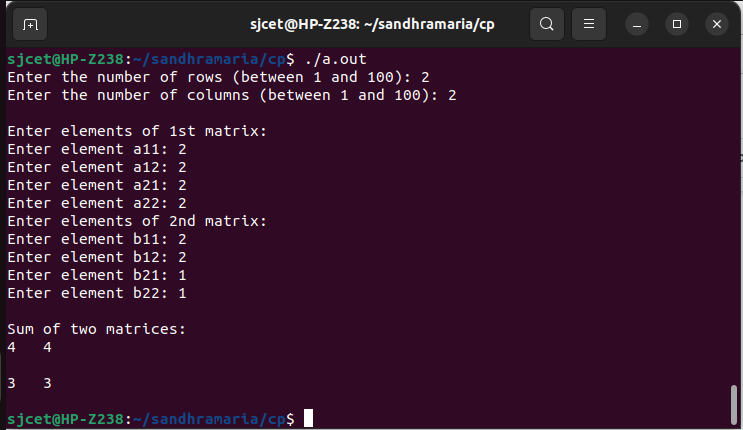 sjcet@HP-Z238: ~/sandhramaria/cp
sjcet@HP-Z238:~/sandhramaria/cp$ ./a.out
Enter the number of rows (between 1 and 100): 2
Enter the number of columns (between 1 and 100): 2
Enter elements of 1st matrix:
Enter element a11: 2
Enter element a12: 2
Enter element a21: 2
Enter element a22: 2
Enter elements of 2nd matrix:
Enter element b11: 2
Enter element b12: 2
Enter element b21: 1
Enter element b22: 1
Sum of two matrices:
4   4
3   3
sjcet@HP-Z238:~/sandhramaria/cp$